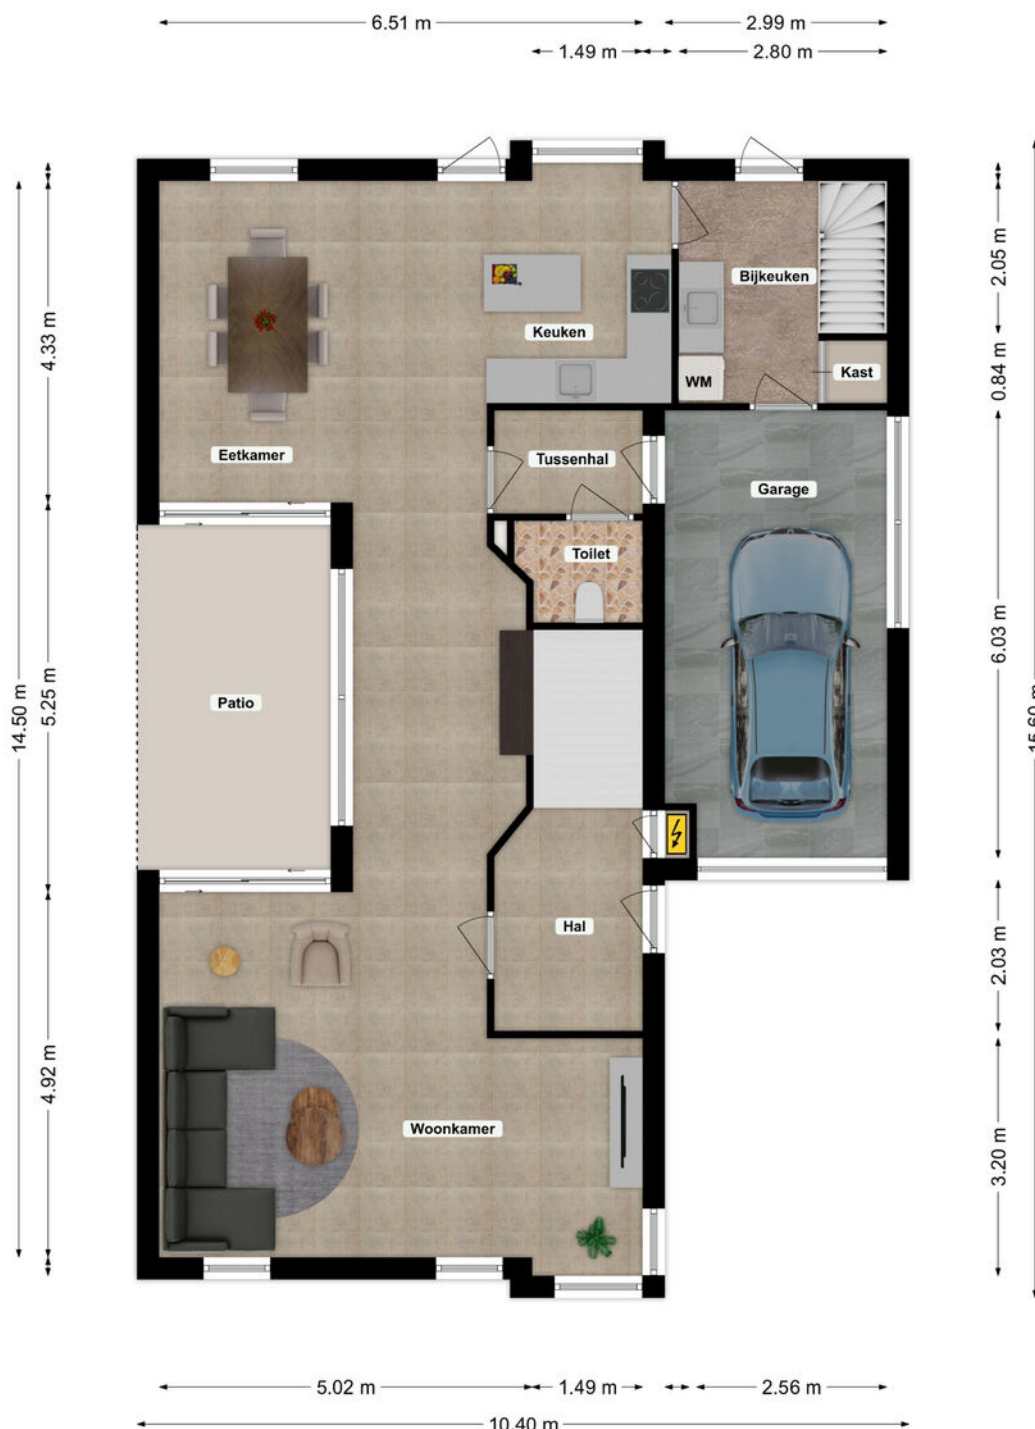 6.51 m
2.99 m
1.49 m
2.80 m
2.05 m
Bijkeuken
4.33 m
Keuken
WM
Kast
0.84 m
Eetkamer
Tussenhal
Garage
Toilet
6.03 m
14.50 m
5.25 m
Patio
15.60 m
Hal
2.03 m
4.92 m
Woonkamer
3.20 m
5.02 m
1.49 m
2.56 m
10.40 m